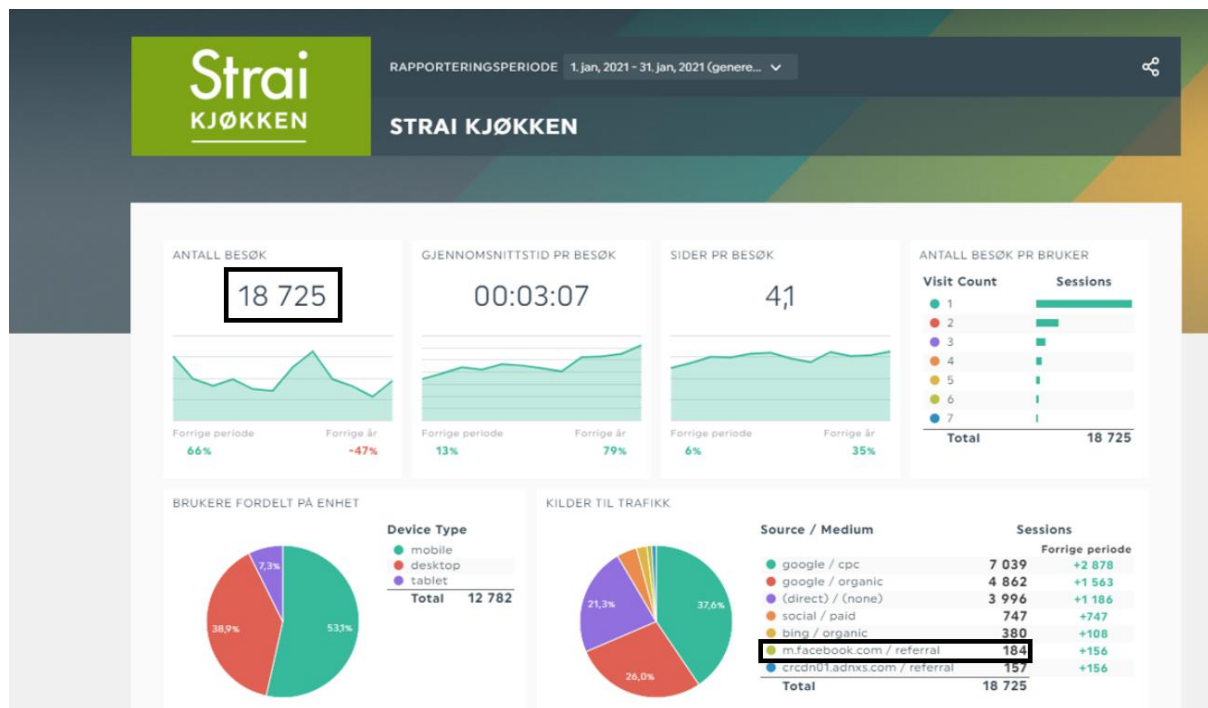 Strai
KJØKKEN
RAPPORTERINGSPERIODE 1. jan, 2021 - 31. jan, 2021 (genere...
STRAI KJØKKEN
ANTALL BESØK
18 725
Forrige periode Forrige år
66% -47%
GJENNOMSNITTSTID PR BESØK
00:03:07
Forrige periode Forrige år
13% 79%
SIDER PR BESØK
4,1
Forrige periode Forrige år
6% 35%
ANTALL BESØK PR BRUKER
Visit Count Sessions
1
2
3
4
5
6
7
Total 18 725
BRUKERE FORDELT PÅ ENHET
7,3%
38,9%
53,1%
Device Type
mobile
desktop
tablet
Total 12 782
KILDER TIL TRAFIKK
21,3%
37,6%
26,0%
Source / Medium Sessions
Forrige periode
google / cpc 7 039 +2 878
google / organic 4 862 +1 563
(direct) / (none) 3 996 +1 186
social / paid 747 +747
bing / organic 380 +108
m.facebook.com / referral 184 +156
crcdn01.adnxs.com / referral 157 +156
Total 18 725